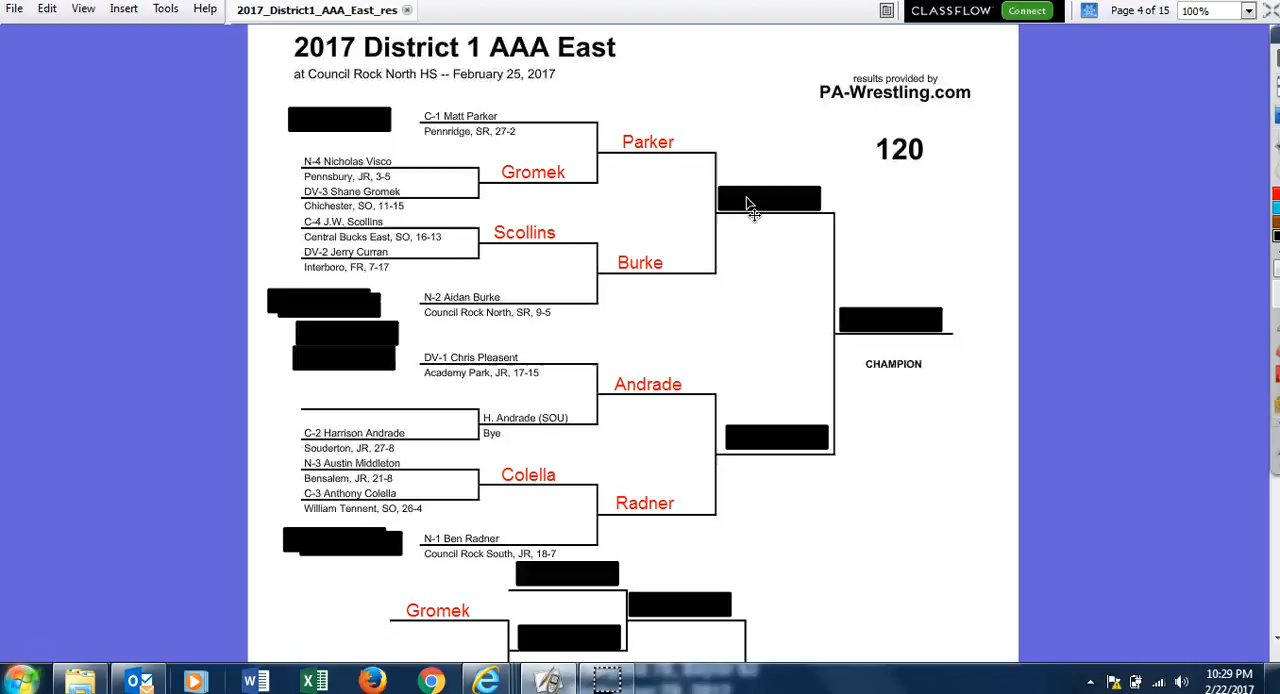 File Edit View Insert Tools Help
2017_District1_AAA_East_res
CLASSFLOW Connect
Page 4 of 15
100%
2017 District 1 AAA East
at Council Rock North HS -- February 25, 2017
results provided by
PA-Wrestling.com
120
C-1 Matt Parker
Pennridge, SR, 27-2
Parker
N-4 Nicholas Visco
Pennsbury, JR, 3-5
Gromek
DV-3 Shane Gromek
Chichester, SO, 11-15
C-4 J.W. Scollins
Central Bucks East, SO, 16-13
Scollins
DV-2 Jerry Curran
Interboro, FR, 7-17
Burke
N-2 Aidan Burke
Council Rock North, SR, 9-5
CHAMPION
DV-1 Chris Pleasent
Academy Park, JR, 17-15
Andrade
H. Andrade (SOU)
Bye
C-2 Harrison Andrade
Souderton, JR, 27-8
N-3 Austin Middleton
Bensalem, JR, 21-8
Colella
C-3 Anthony Colella
William Tennent, SO, 26-4
Radner
N-1 Ben Radner
Council Rock South, JR, 18-7
Gromek
10:29 PM
2/22/2017